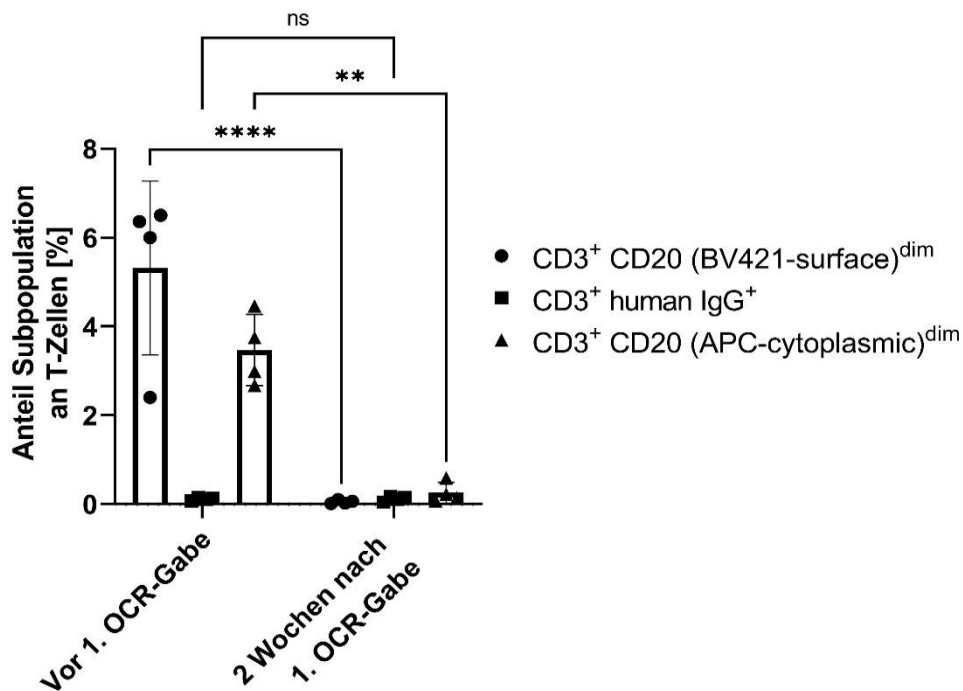 ns
**
****
Anteil Subpopulation
an T-Zellen [%]
8
6
4
2
0
Vor 1. OCR-Gabe
2 Wochen nach
1. OCR-Gabe
CD3⁺ CD20 (BV421-surface)ᵈⁱᵐ
CD3⁺ human IgG⁺
CD3⁺ CD20 (APC-cytoplasmic)ᵈⁱᵐ